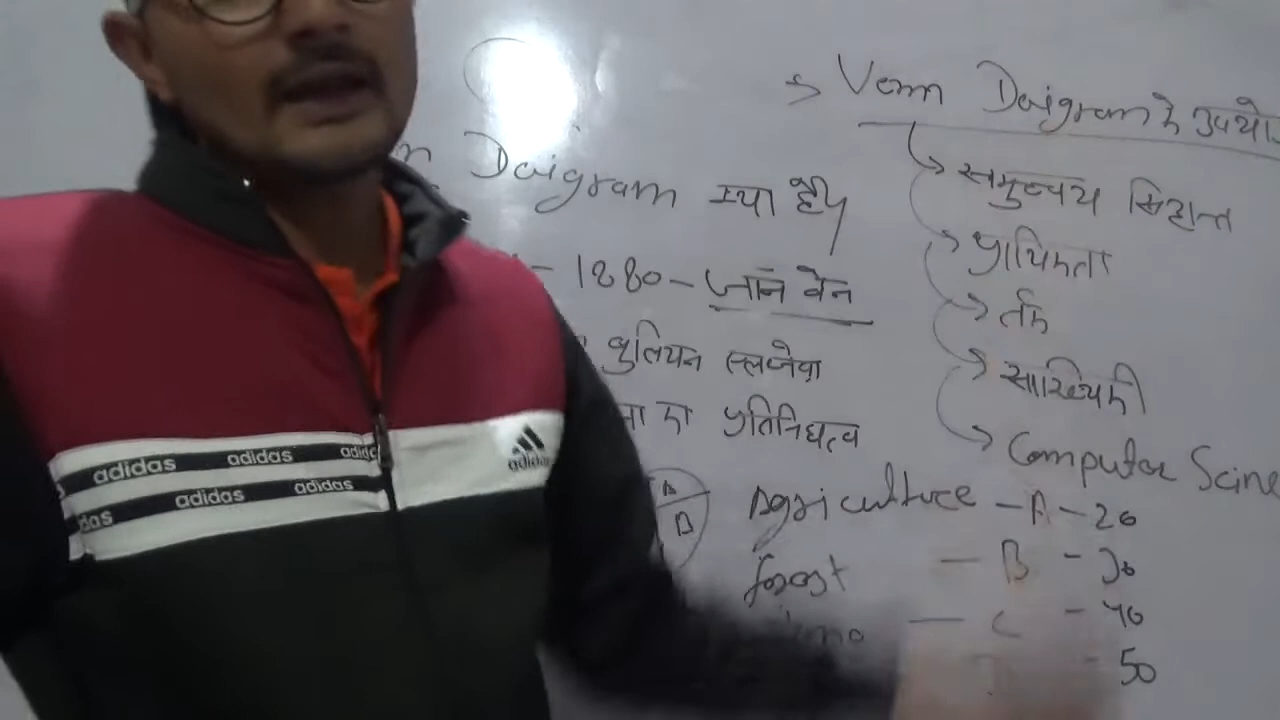 Daigram क्या है?
- 1880 - जॉन वेन
बुलियन एलजेब्रा
का प्रतिनिधत्व
B
Agriculture - A - 20
forest - B - 30
- C - 40
- 50
→ Venn Daigram के उपयो
→ समुच्चय सिद्धान्त
→ प्रायिकता
→ तर्क
→ सांख्यिकी
→ Computer Scine
adidas adidas adidas
adidas adidas adidas
adidas